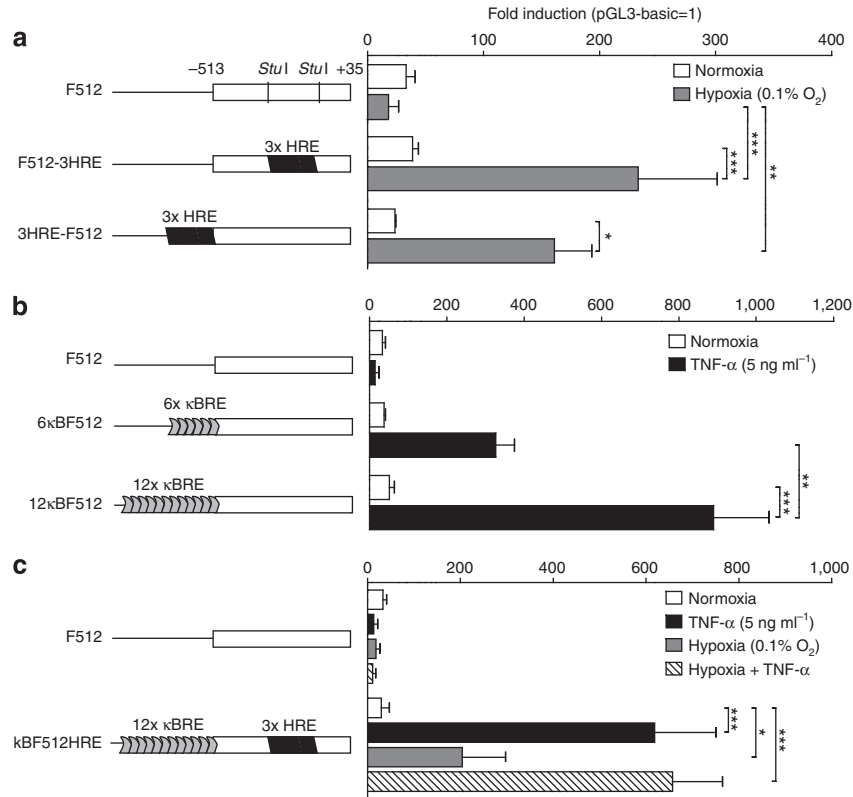 Fold induction (pGL3-basic=1)
a
0 100 200 300 400
–513 StuI StuI +35
F512
Normoxia
Hypoxia (0.1% O2)
3x HRE
F512-3HRE
***
***
**
3x HRE
3HRE-F512
*
b
0 200 400 600 800 1,000 1,200
F512
Normoxia
TNF-α (5 ng ml–1)
6x κBRE
6κBF512
12x κBRE
12κBF512
***
**
c
0 200 400 600 800 1,000
F512
Normoxia
TNF-α (5 ng ml–1)
Hypoxia (0.1% O2)
Hypoxia + TNF-α
12x κBRE 3x HRE
kBF512HRE
***
*
***